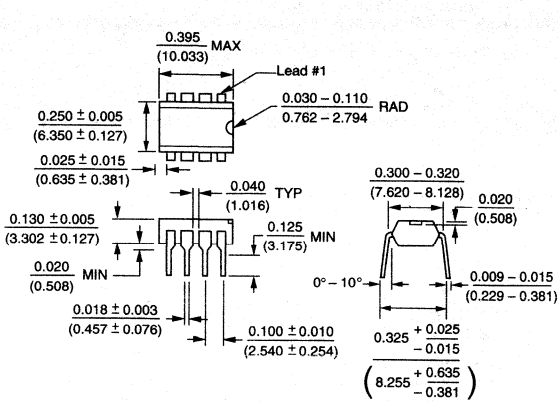 0.395
(10.033)
MAX
Lead #1
0.250 ± 0.005
(6.350 ± 0.127)
0.030 – 0.110
0.762 – 2.794
RAD
0.025 ± 0.015
(0.635 ± 0.381)
0.300 – 0.320
(7.620 – 8.128)
0.040
(1.016)
TYP
0.020
(0.508)
0.130 ± 0.005
(3.302 ± 0.127)
0.125
(3.175)
MIN
0.020
(0.508)
MIN
0° – 10°
0.009 – 0.015
(0.229 – 0.381)
0.018 ± 0.003
(0.457 ± 0.076)
0.100 ± 0.010
(2.540 ± 0.254)
0.325 + 0.025
– 0.015
(8.255 + 0.635
– 0.381)